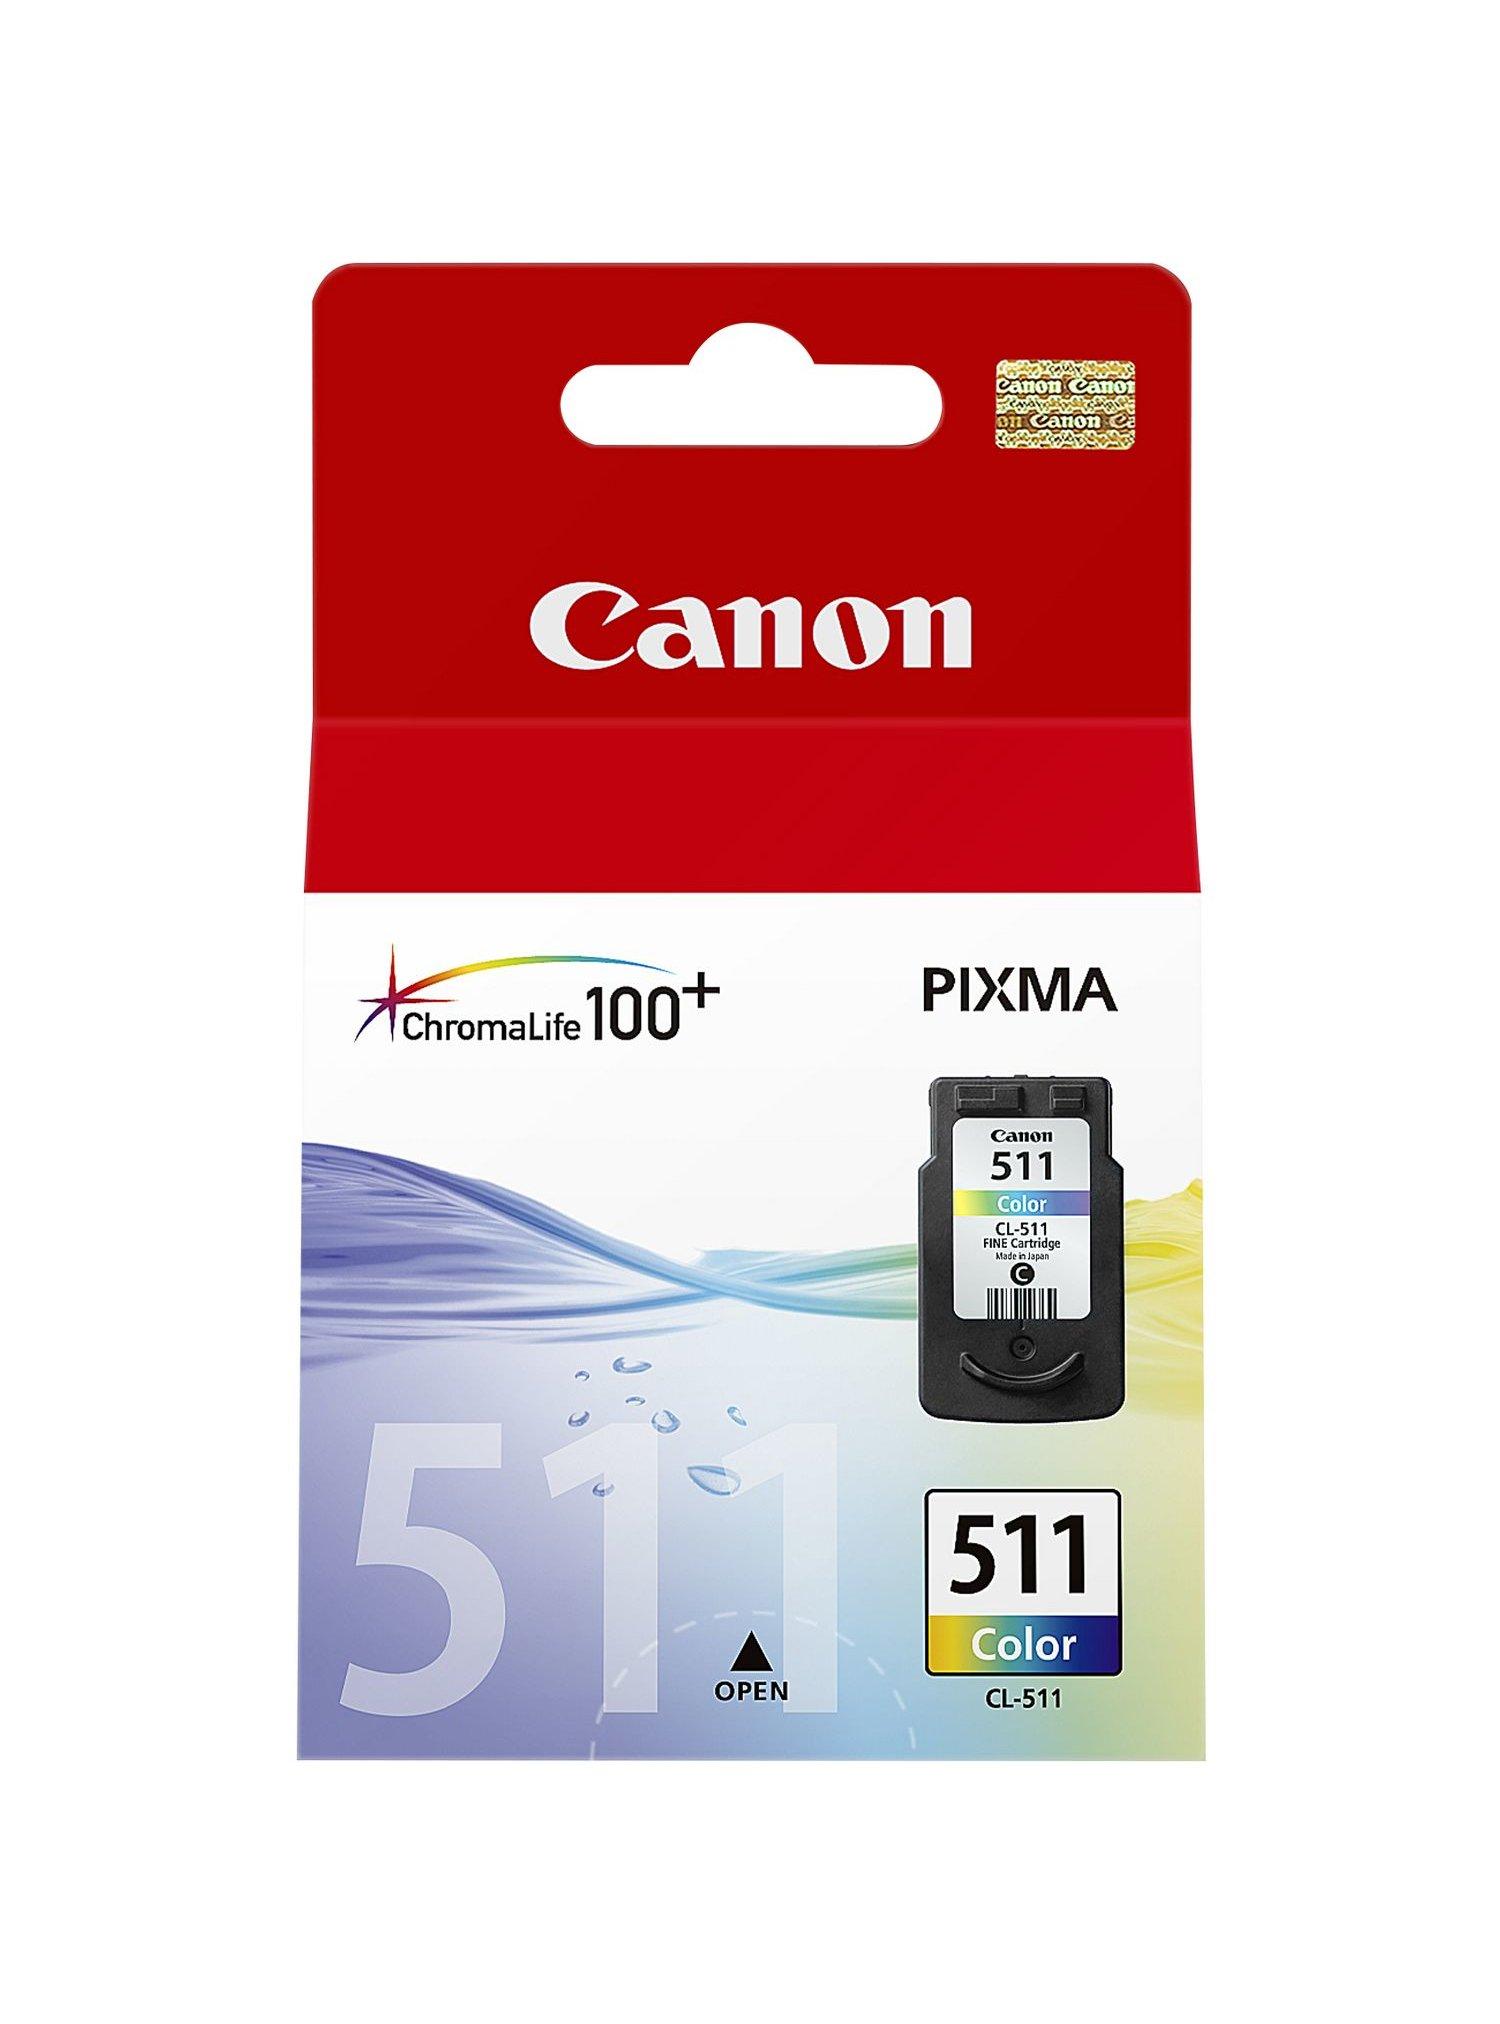 Canon Canon
Canon
Canon
ChromaLife 100+
PIXMA
Canon
511
Color
CL-511
FINE Cartridge
Made in Japan
C
511
511
Color
CL-511
OPEN